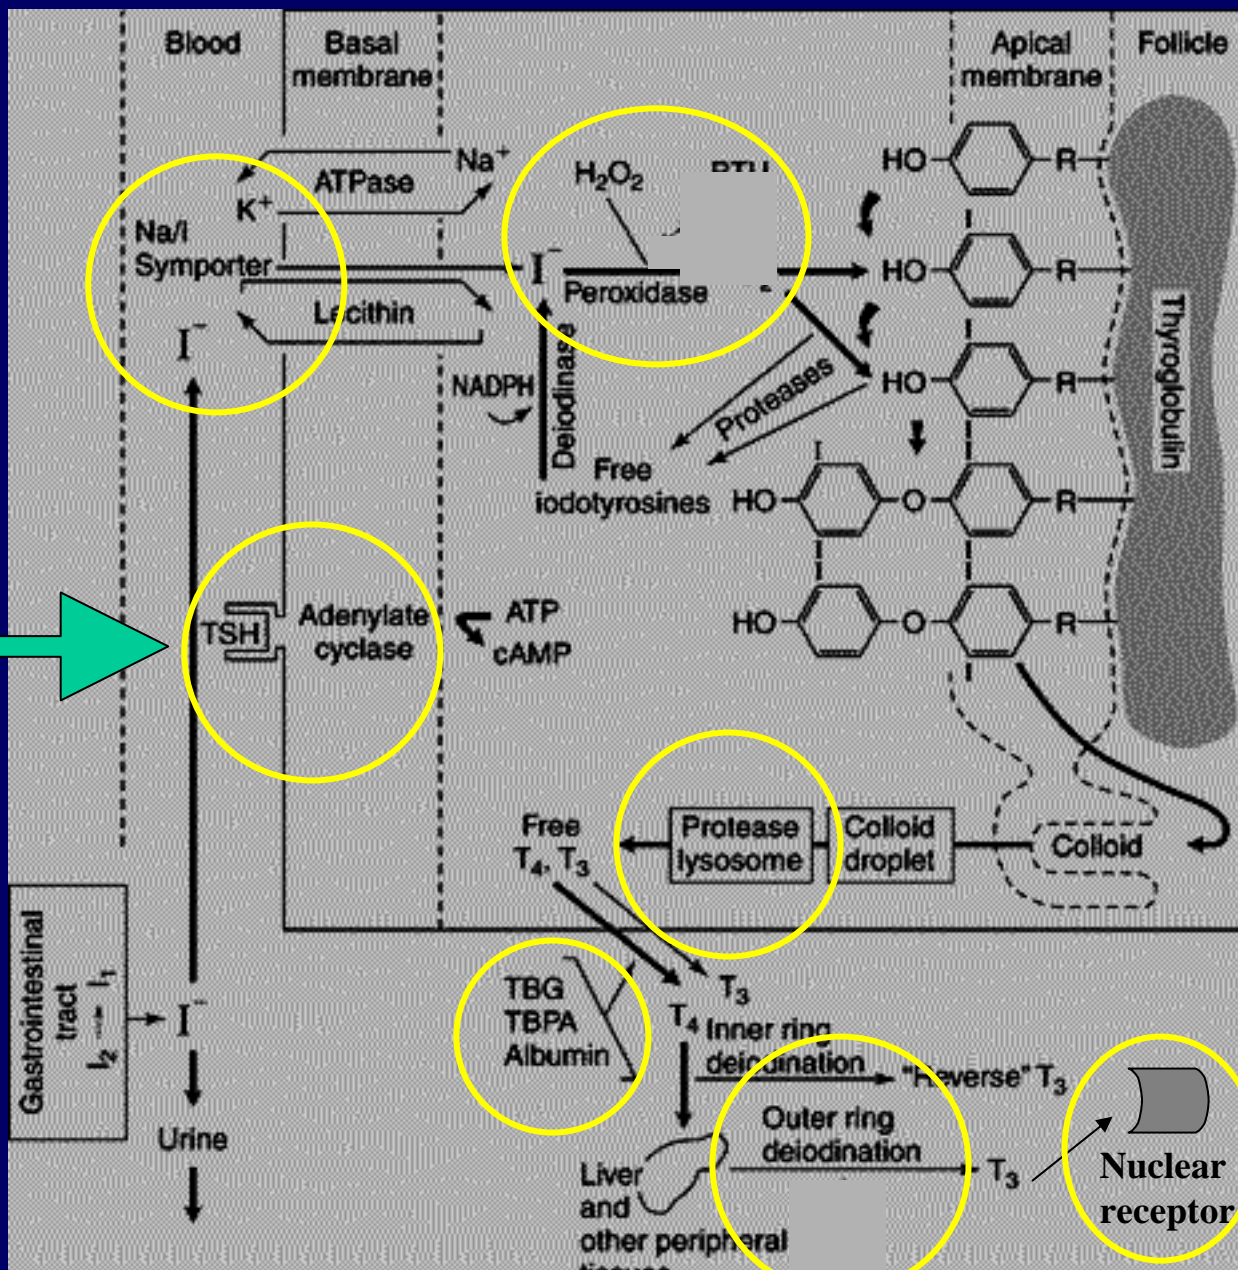 Blood
Basal
membrane
Apical
membrane
Follicle
Na+
ATPase
K+
Na/I
Symporter
I−
Lecithin
H2O2
I−
Peroxidase
NADPH
Deiodinase
Proteases
Free
iodotyrosines
HO
R
HO
R
HO
R
I
HO
O
R
HO
O
R
Thyroglobulin
TSH
Adenylate
cyclase
ATP
cAMP
Free
T4, T3
Protease
lysosome
Colloid
droplet
Colloid
Gastrointestinal
tract
I−
Urine
TBG
TBPA
Albumin
T3
T4
Inner ring
deiodination
"Reverse" T3
Outer ring
deiodination
T3
Liver
and
other peripheral
Nuclear
receptor